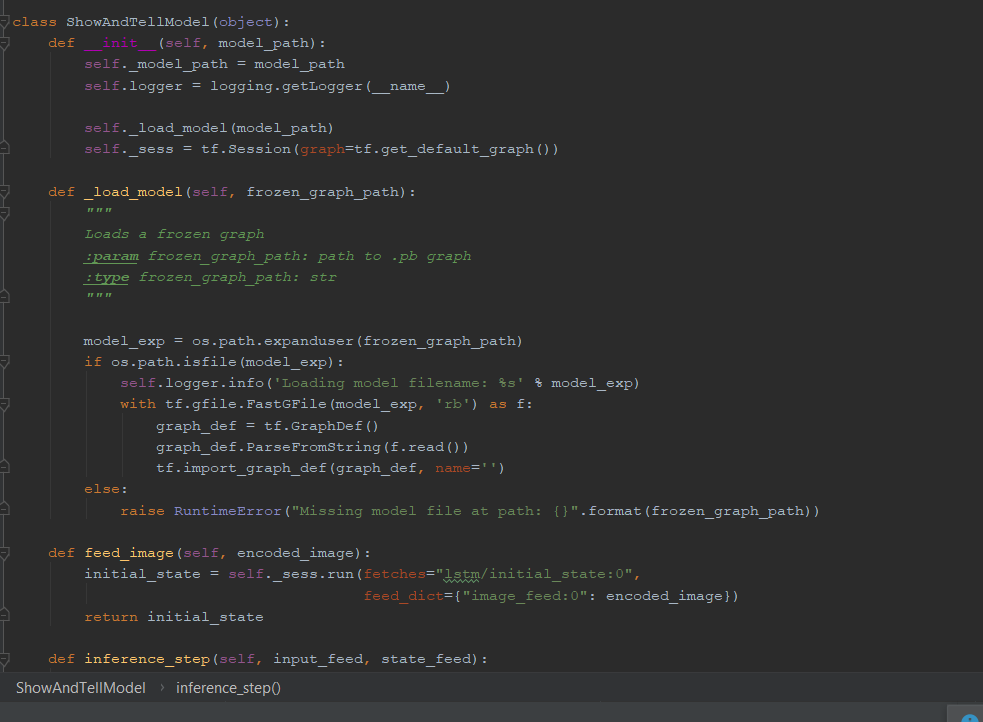 class ShowAndTellModel(object):
    def __init__(self, model_path):
        self._model_path = model_path
        self.logger = logging.getLogger(__name__)

        self._load_model(model_path)
        self._sess = tf.Session(graph=tf.get_default_graph())

    def _load_model(self, frozen_graph_path):
        """
        Loads a frozen graph
        :param frozen_graph_path: path to .pb graph
        :type frozen_graph_path: str
        """

        model_exp = os.path.expanduser(frozen_graph_path)
        if os.path.isfile(model_exp):
            self.logger.info('Loading model filename: %s' % model_exp)
            with tf.gfile.FastGFile(model_exp, 'rb') as f:
                graph_def = tf.GraphDef()
                graph_def.ParseFromString(f.read())
                tf.import_graph_def(graph_def, name='')
        else:
            raise RuntimeError("Missing model file at path: {}".format(frozen_graph_path))

    def feed_image(self, encoded_image):
        initial_state = self._sess.run(fetches="lstm/initial_state:0",
                                       feed_dict={"image_feed:0": encoded_image})
        return initial_state

    def inference_step(self, input_feed, state_feed):
ShowAndTellModel › inference_step()